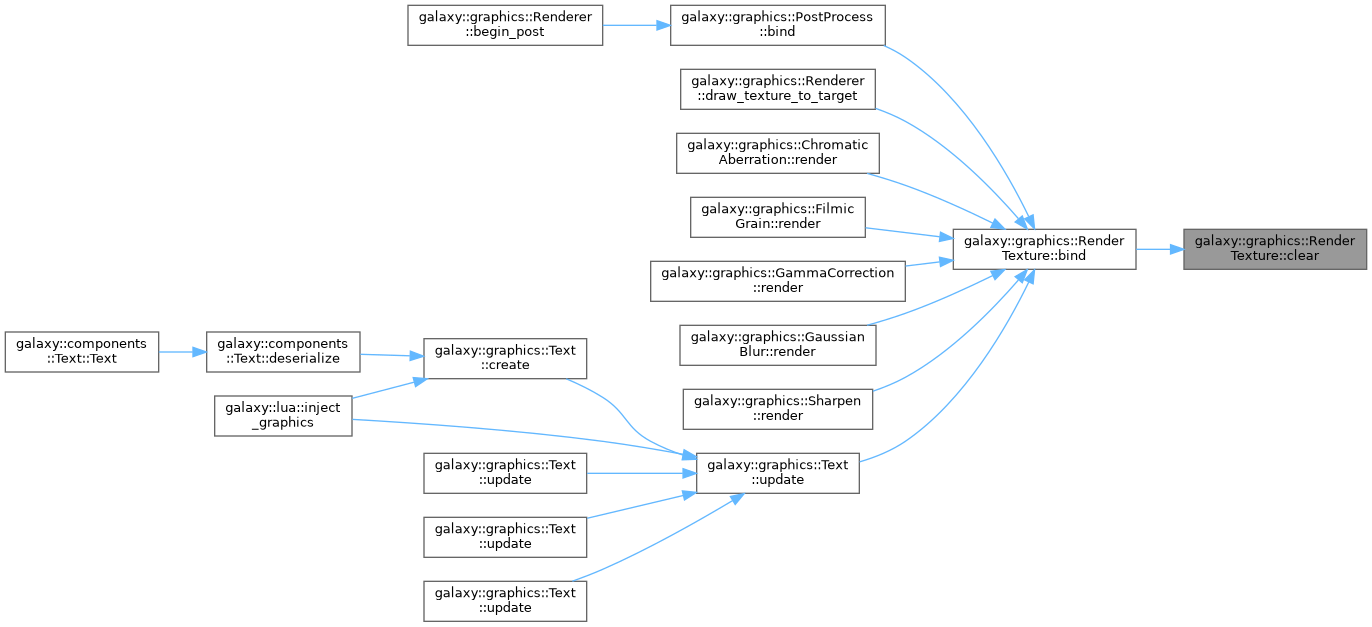 galaxy::graphics::Renderer
::begin_post
galaxy::graphics::PostProcess
::bind
galaxy::graphics::Renderer
::draw_texture_to_target
galaxy::graphics::Chromatic
Aberration::render
galaxy::graphics::Filmic
Grain::render
galaxy::graphics::Render
Texture::bind
galaxy::graphics::Render
Texture::clear
galaxy::graphics::GammaCorrection
::render
galaxy::graphics::Gaussian
Blur::render
galaxy::components
::Text::Text
galaxy::components
::Text::deserialize
galaxy::graphics::Text
::create
galaxy::graphics::Sharpen
::render
galaxy::lua::inject
_graphics
galaxy::graphics::Text
::update
galaxy::graphics::Text
::update
galaxy::graphics::Text
::update
galaxy::graphics::Text
::update